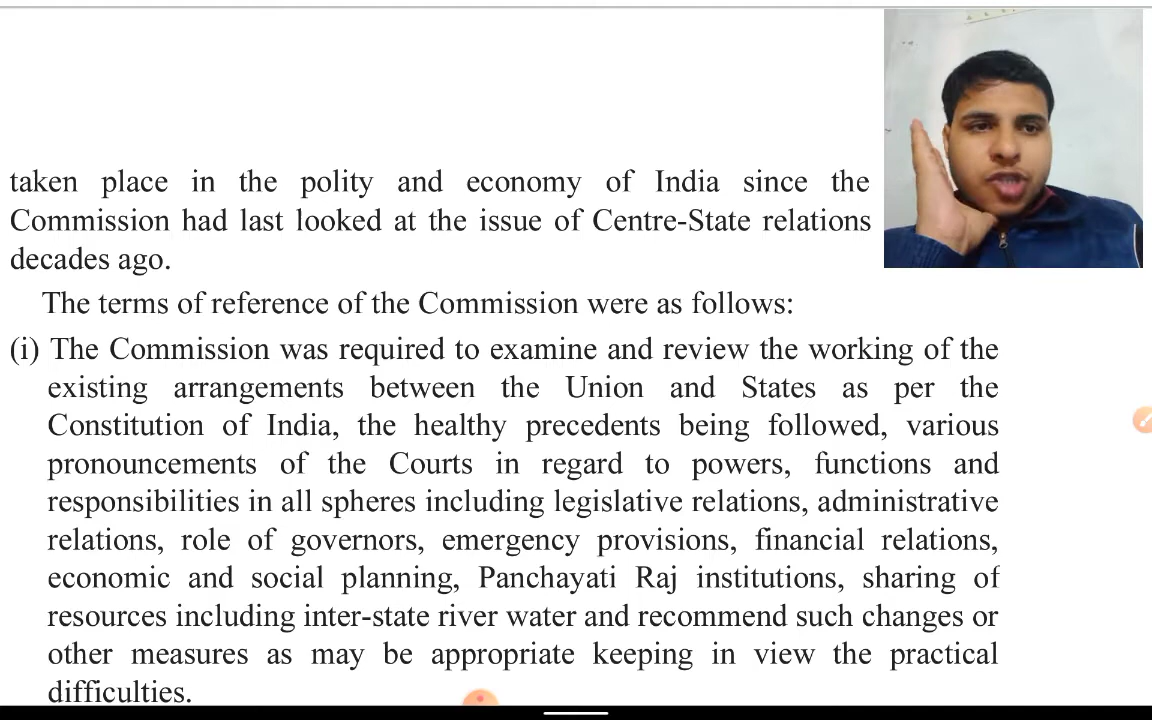 taken place in the polity and economy of India since the
Commission had last looked at the issue of Centre-State relations
decades ago.
The terms of reference of the Commission were as follows:
(i) The Commission was required to examine and review the working of the
existing arrangements between the Union and States as per the
Constitution of India, the healthy precedents being followed, various
pronouncements of the Courts in regard to powers, functions and
responsibilities in all spheres including legislative relations, administrative
relations, role of governors, emergency provisions, financial relations,
economic and social planning, Panchayati Raj institutions, sharing of
resources including inter-state river water and recommend such changes or
other measures as may be appropriate keeping in view the practical
difficulties.